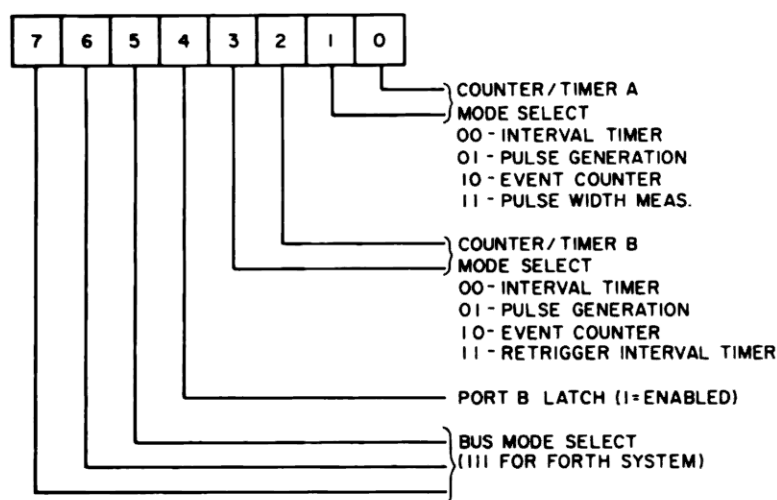 7 6 5 4 3 2 1 0
COUNTER/TIMER A
MODE SELECT
00-INTERVAL TIMER
01-PULSE GENERATION
10-EVENT COUNTER
11-PULSE WIDTH MEAS.
COUNTER/TIMER B
MODE SELECT
00-INTERVAL TIMER
01-PULSE GENERATION
10-EVENT COUNTER
11-RETRIGGER INTERVAL TIMER
PORT B LATCH (1=ENABLED)
BUS MODE SELECT
(111 FOR FORTH SYSTEM)